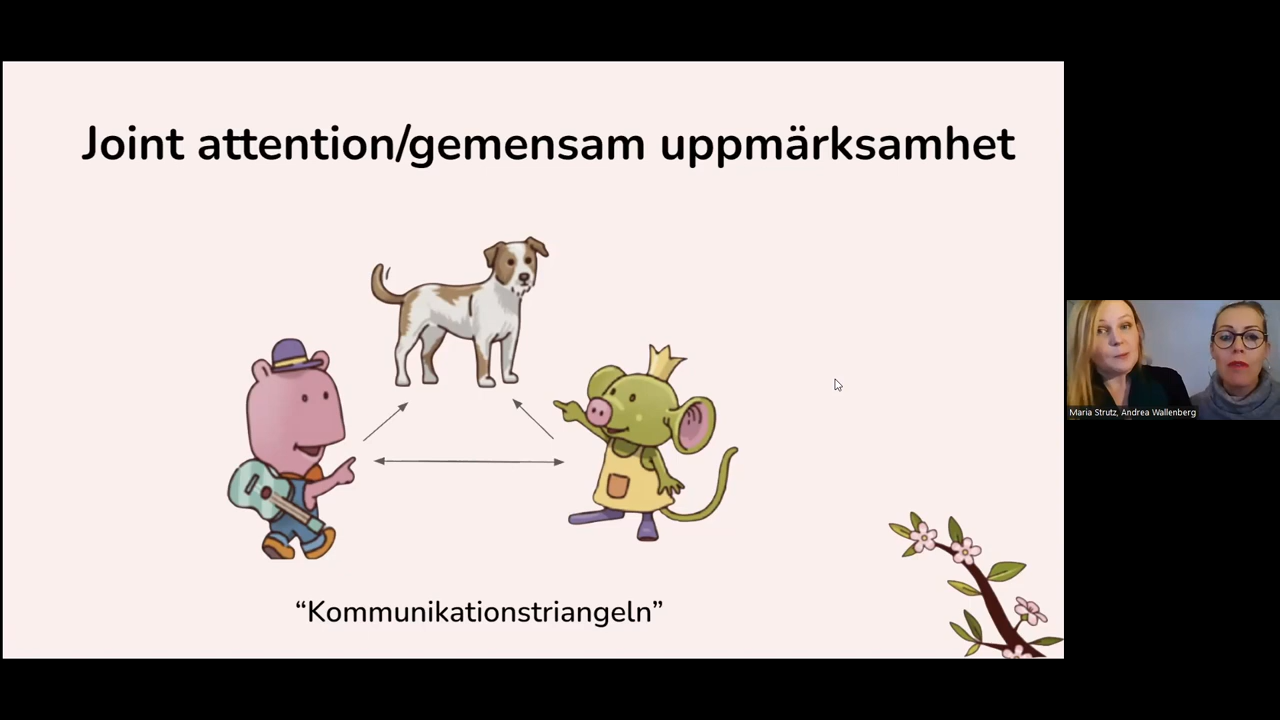 Joint attention/gemensam uppmärksamhet
Maria Strutz, Andrea Wallenberg
“Kommunikationstriangeln”